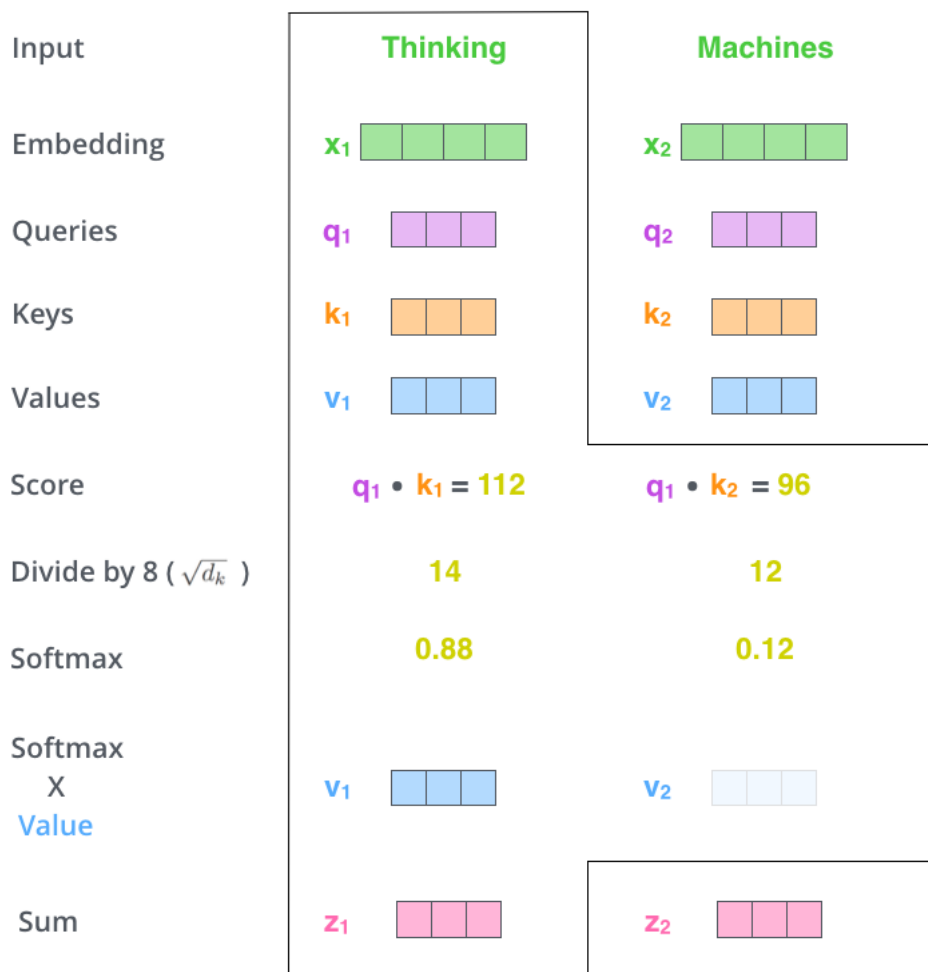 Input Thinking Machines
Embedding x₁ x₂
Queries q₁ q₂
Keys k₁ k₂
Values v₁ v₂
Score q₁ • k₁ = 112 q₁ • k₂ = 96
Divide by 8 ( √dₖ ) 14 12
Softmax 0.88 0.12
Softmax
X v₁ v₂
Value
Sum z₁ z₂